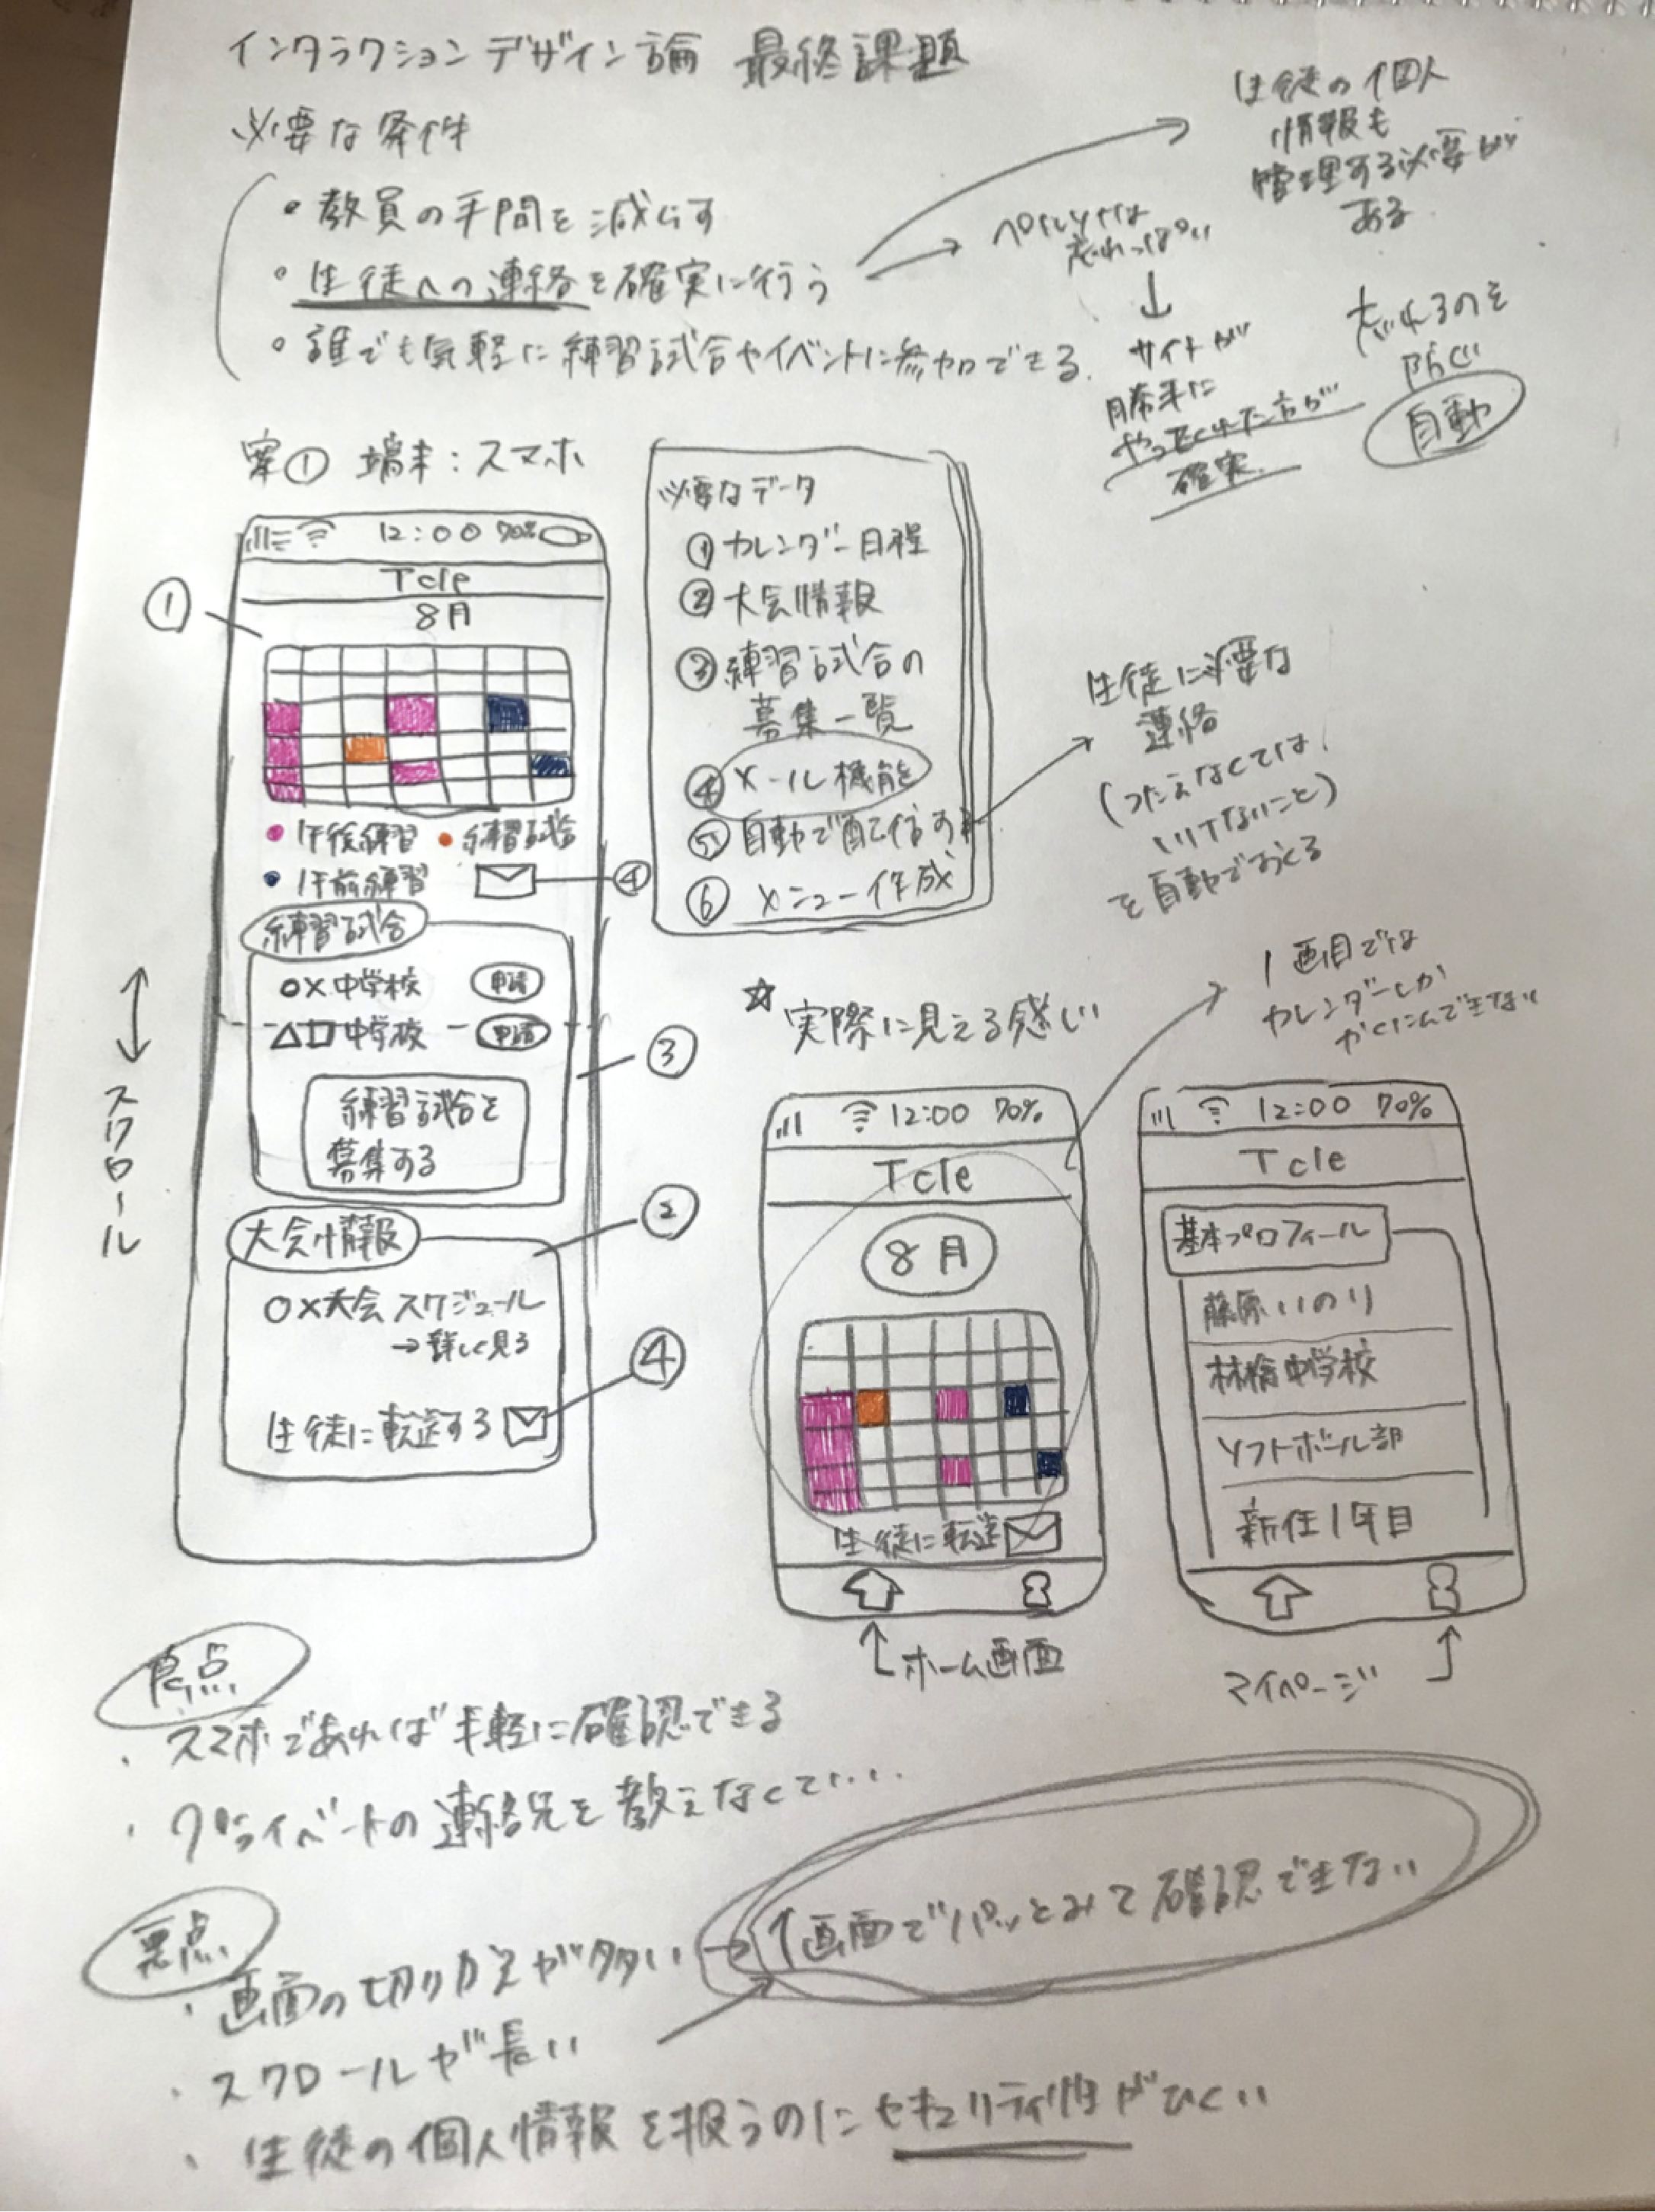 インタラクションデザイン論 最終課題
必要な条件
・教員の手間を減らす
・生徒への連絡を確実に行う
・誰でも気軽に練習試合やイベントに参加できる.
生徒の個人
情報も
管理する必要が
ある.
ペルソナは
忘れっぽい
↓
サイトが
勝手に
やってくれた方が
確実.
忘れるのを
防ぐ
自動
案① 端末：スマホ
12:00 70%
Tcle
8月
①
・午後練習 ・練習試合
・午前練習
④
練習試合
○×中学校 申請
△□中学校 申請
③
練習試合を
募集する
大会情報
②
○×大会 スケジュール
→詳しく見る
④
生徒に転送する
スクロール
必要なデータ
①カレンダー日程
②大会情報
③練習試合の
募集一覧
④メール機能を
⑤自動で配信する
⑥メニュー作成
生徒に必要な
連絡
(つたえなくては
いけないこと)
を自動でおくる
☆実際に見える感じ
1画目では
カレンダーしか
かくにんできない
12:00 70%
Tcle
8月
生徒に転送
ホーム画面
12:00 70%
Tcle
基本プロフィール
藤原いのり
林檎中学校
ソフトボール部
新任1年目
マイページ
良点
・スマホであれば手軽に確認できる
・プライベートの連絡先を教えなくていい.
悪点
・画面の切りかえが多い → 1画面でパッとみて確認できない
・スクロールが長い
・生徒の個人情報を扱うのにセキュリティ性がひくい